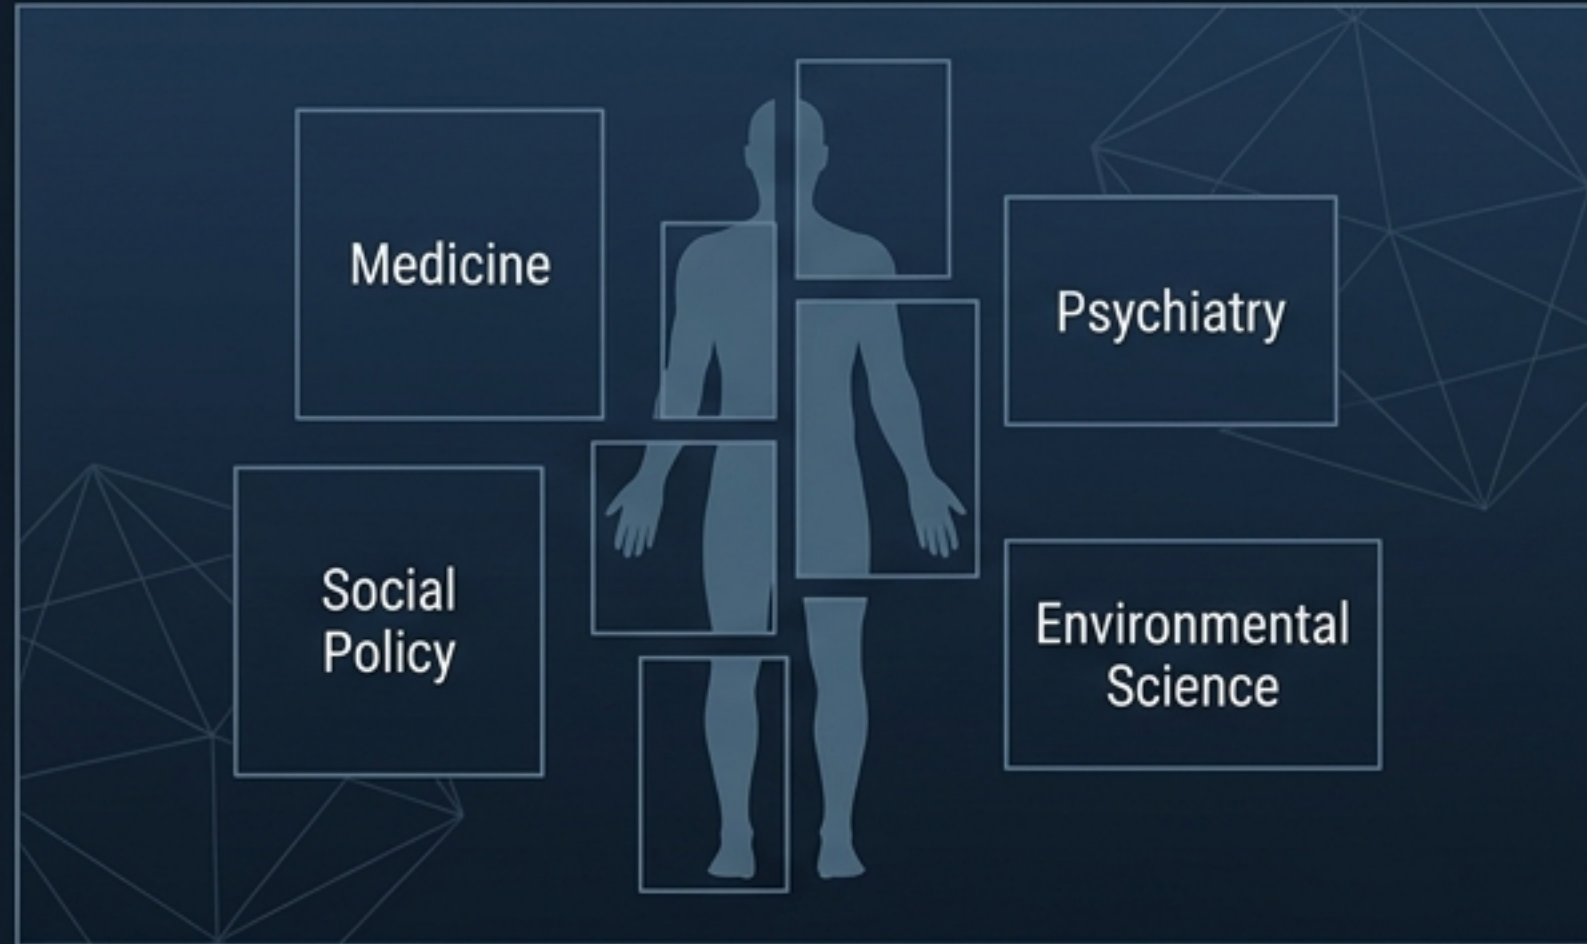 Medicine
Psychiatry
Social
Policy
Environmental
Science